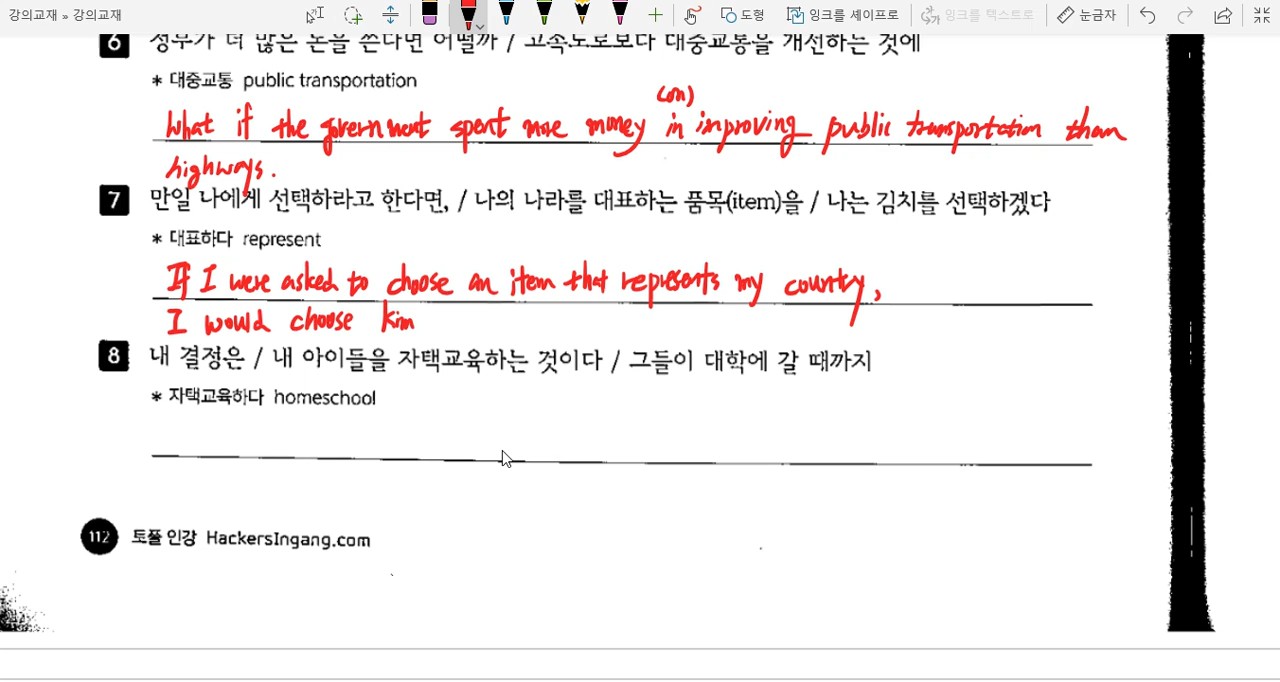 강의교재 » 강의교재 도형 잉크를 셰이프로 잉크를 텍스트로 눈금자
6 정부가 더 많은 돈을 쓴다면 어떨까 / 고속도로보다 대중교통을 개선하는 것에
* 대중교통 public transportation
(on)
What if the government spent more money in improving public transportation than
highways.
7 만일 나에게 선택하라고 한다면, / 나의 나라를 대표하는 품목(item)을 / 나는 김치를 선택하겠다
* 대표하다 represent
If I were asked to choose an item that represents my country,
I would choose kim
8 내 결정은 / 내 아이들을 자택교육하는 것이다 / 그들이 대학에 갈 때까지
* 자택교육하다 homeschool
112 토플 인강 HackersIngang.com